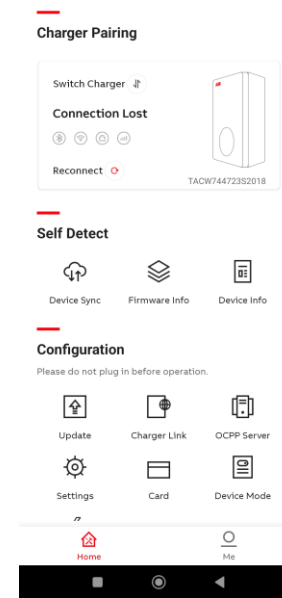 Charger Pairing
Switch Charger
Connection Lost
Reconnect
TACW744723S2018
Self Detect
Device Sync Firmware Info Device Info
Configuration
Please do not plug in before operation.
Update Charger Link OCPP Server
Settings Card Device Mode
Home Me